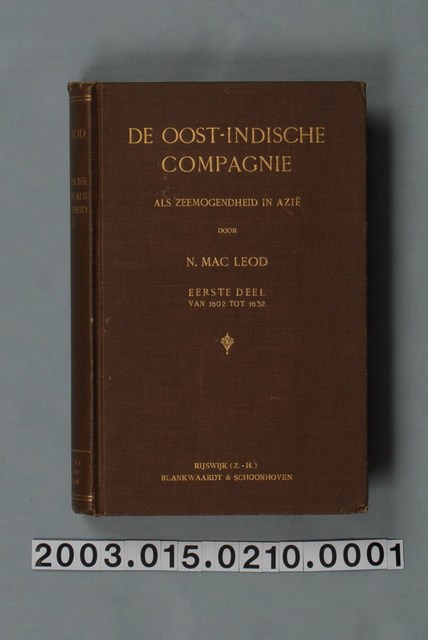 DE OOST-INDISCHE
COMPAGNIE
ALS ZEEMOGENDHEID IN AZIË
DOOR
N. MAC LEOD
EERSTE DEEL
VAN 1602 TOT 1632
RIJSWIJK (Z.-H.)
BLANKWAARDT & SCHOONHOVEN
2003.015.0210.0001